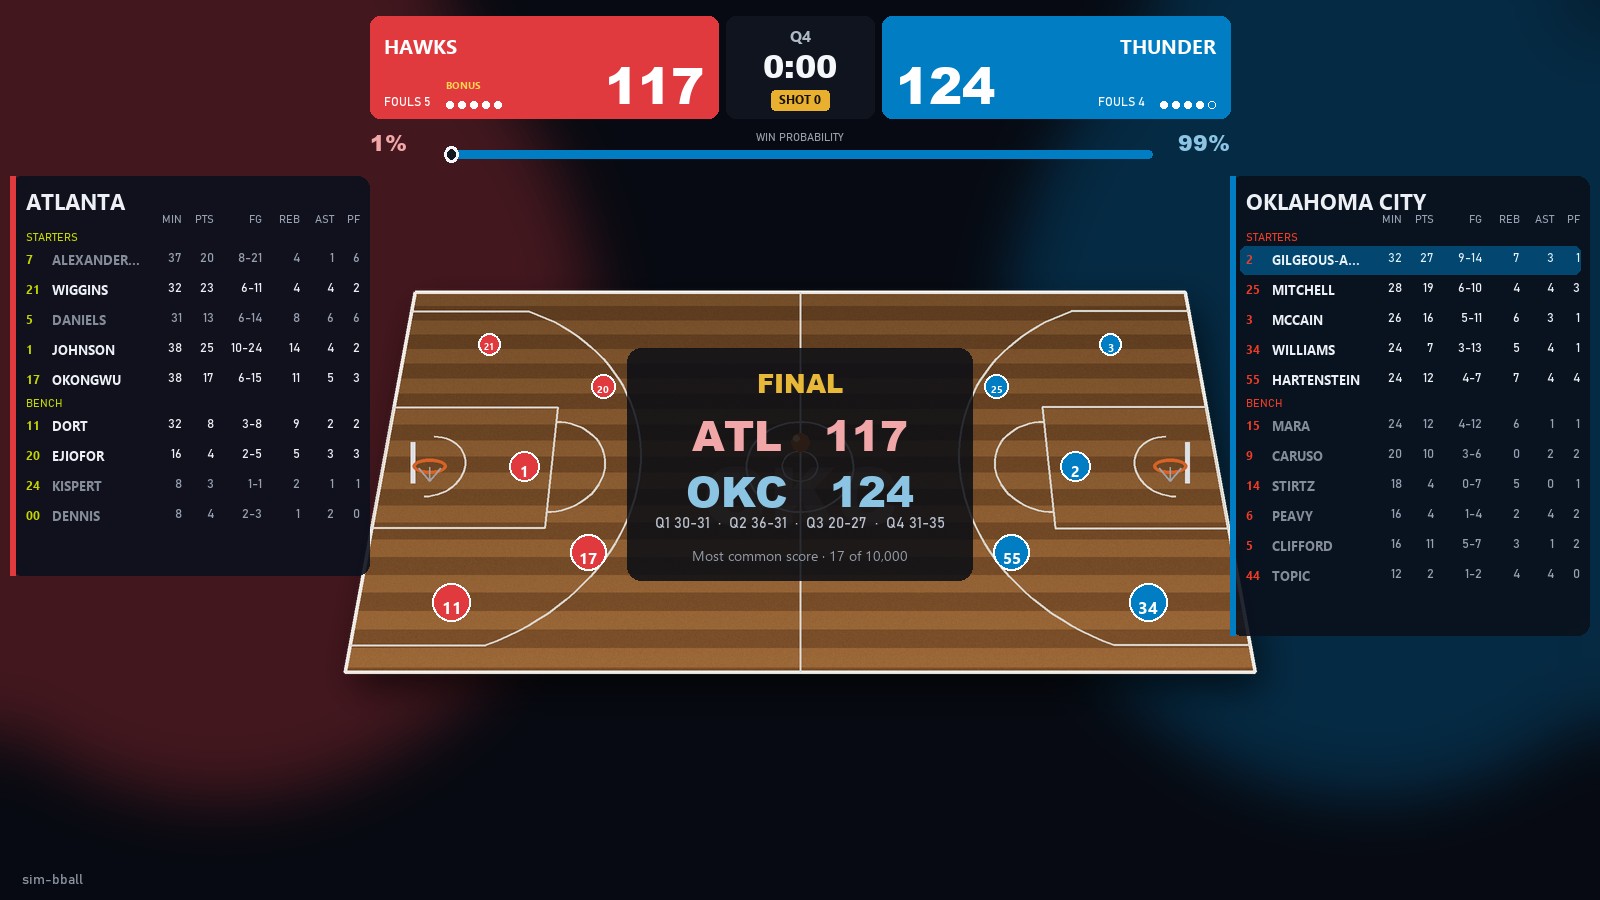 HAWKS
BONUS
FOULS 5
117
Q4
0:00
SHOT 0
THUNDER
124
FOULS 4
1%
WIN PROBABILITY
99%
ATLANTA
MIN PTS FG REB AST PF
STARTERS
7 ALEXANDER... 37 20 8-21 4 1 6
21 WIGGINS 32 23 6-11 4 4 2
5 DANIELS 31 13 6-14 8 6 6
1 JOHNSON 38 25 10-24 14 4 2
17 OKONGWU 38 17 6-15 11 5 3
BENCH
11 DORT 32 8 3-8 9 2 2
20 EJIOFOR 16 4 2-5 5 3 3
24 KISPERT 8 3 1-1 2 1 1
00 DENNIS 8 4 2-3 1 2 0
OKLAHOMA CITY
MIN PTS FG REB AST PF
STARTERS
2 GILGEOUS-A... 32 27 9-14 7 3 1
25 MITCHELL 28 19 6-10 4 4 3
3 MCCAIN 26 16 5-11 6 3 1
34 WILLIAMS 24 7 3-13 5 4 1
55 HARTENSTEIN 24 12 4-7 7 4 4
BENCH
15 MARA 24 12 4-12 6 1 1
9 CARUSO 20 10 3-6 0 2 2
14 STIRTZ 18 4 0-7 5 0 1
6 PEAVY 16 4 1-4 2 4 2
5 CLIFFORD 16 11 5-7 3 1 2
44 TOPIC 12 2 1-2 4 4 0
21
20
1
17
11
3
25
2
55
34
FINAL
ATL 117
OKC 124
Q1 30-31 · Q2 36-31 · Q3 20-27 · Q4 31-35
Most common score · 17 of 10,000
sim-bball